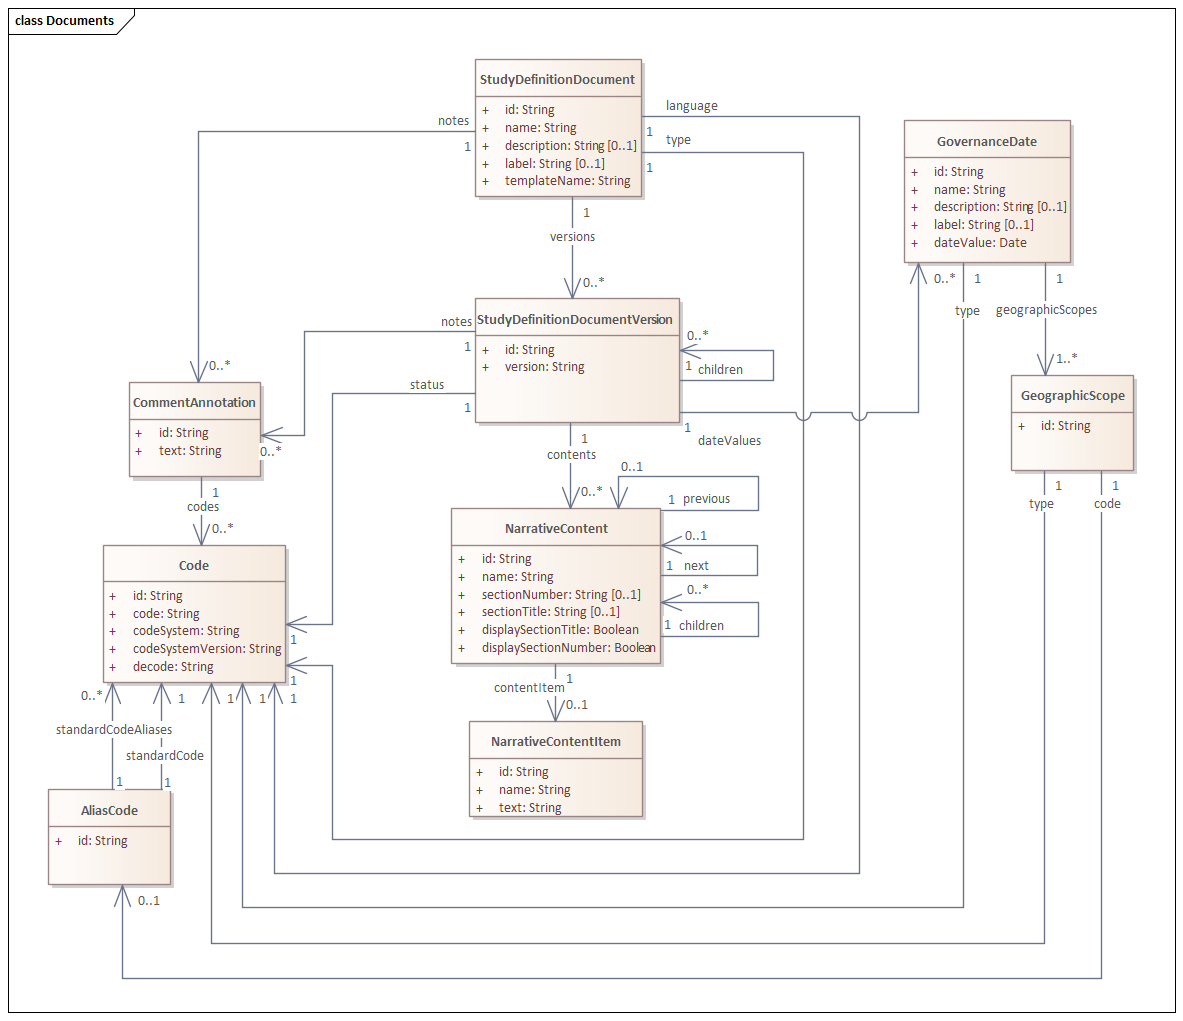 class Documents
StudyDefinitionDocument
+ id: String
+ name: String
+ description: String [0..1]
+ label: String [0..1]
+ templateName: String
notes
1
language
1
type
1
1
versions
0..*
GovernanceDate
+ id: String
+ name: String
+ description: String [0..1]
+ label: String [0..1]
+ dateValue: Date
0..*
1
type
1
geographicScopes
1..*
StudyDefinitionDocumentVersion
+ id: String
+ version: String
notes
1
status
1
0..*
1
children
1
dateValues
1
contents
0..*
GeographicScope
+ id: String
1
type
1
code
0..*
CommentAnnotation
+ id: String
+ text: String
0..*
1
codes
0..*
0..1
1 previous
NarrativeContent
+ id: String
+ name: String
+ sectionNumber: String [0..1]
+ sectionTitle: String [0..1]
+ displaySectionTitle: Boolean
+ displaySectionNumber: Boolean
0..1
1 next
0..*
1 children
1
contentItem
0..1
Code
+ id: String
+ code: String
+ codeSystem: String
+ codeSystemVersion: String
+ decode: String
1
1
0..*
1
1
1
1
standardCodeAliases
standardCode
1
1
NarrativeContentItem
+ id: String
+ name: String
+ text: String
AliasCode
+ id: String
0..1